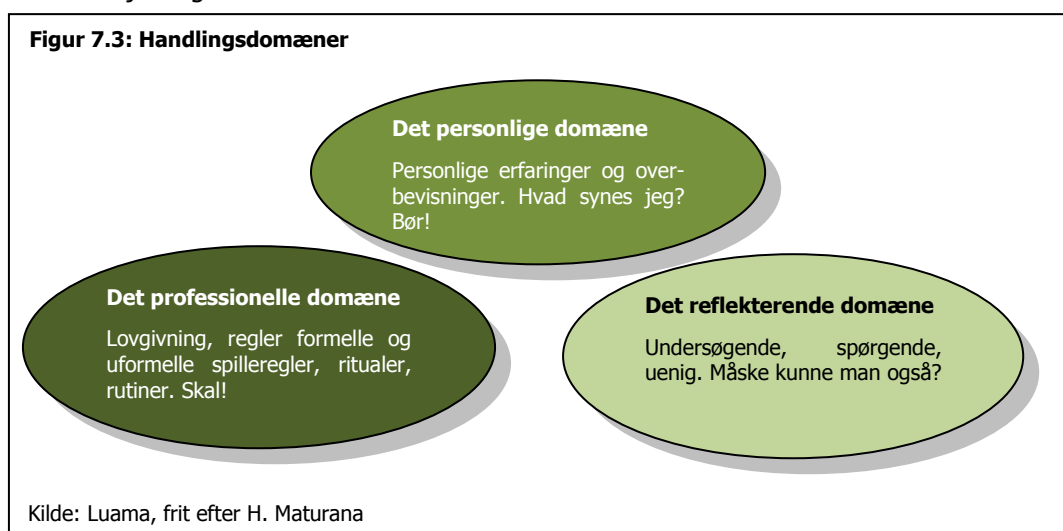 Figur 7.3: Handlingsdomæner
Det personlige domæne
Personlige erfaringer og over-
bevisninger. Hvad synes jeg?
Bør!
Det professionelle domæne
Lovgivning, regler formelle og
uformelle spilleregler, ritualer,
rutiner. Skal!
Det reflekterende domæne
Undersøgende, spørgende,
uenig. Måske kunne man også?
Kilde: Luama, frit efter H. Maturana